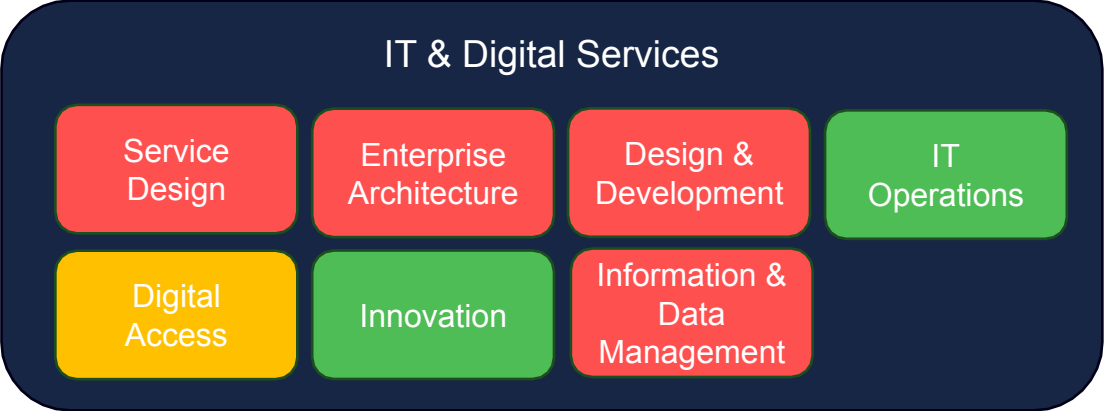 IT & Digital Services
Service
Design
Enterprise
Architecture
Design &
Development
IT
Operations
Digital
Access
Innovation
Information &
Data
Management